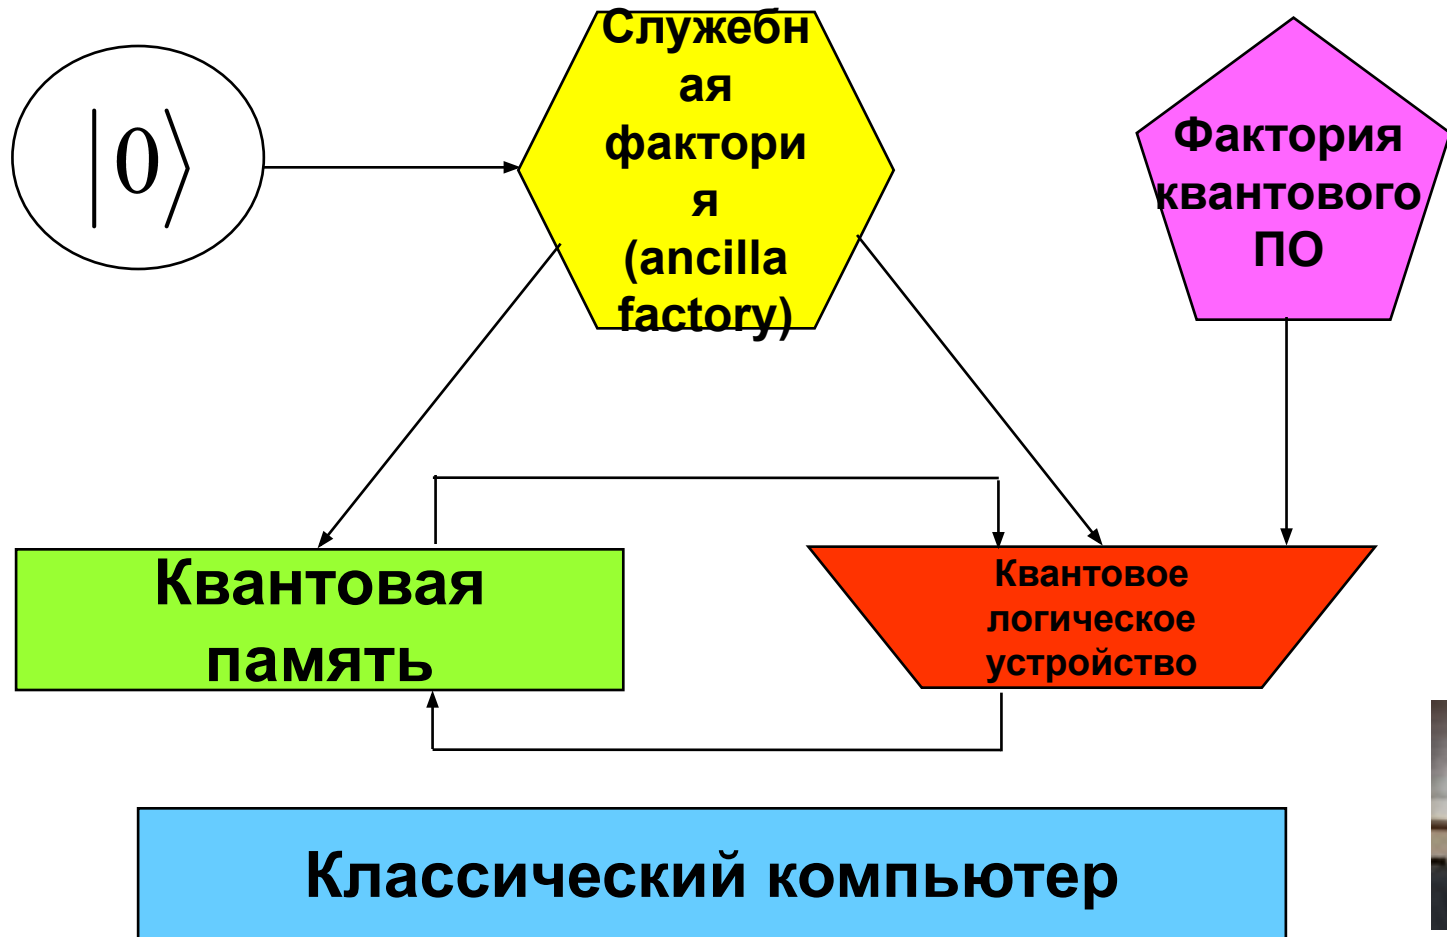 |0⟩
Служебн
ая
фактори
я
(ancilla
factory)
Фактория
квантового
ПО
Квантовая
память
Квантовое
логическое
устройство
Классический компьютер